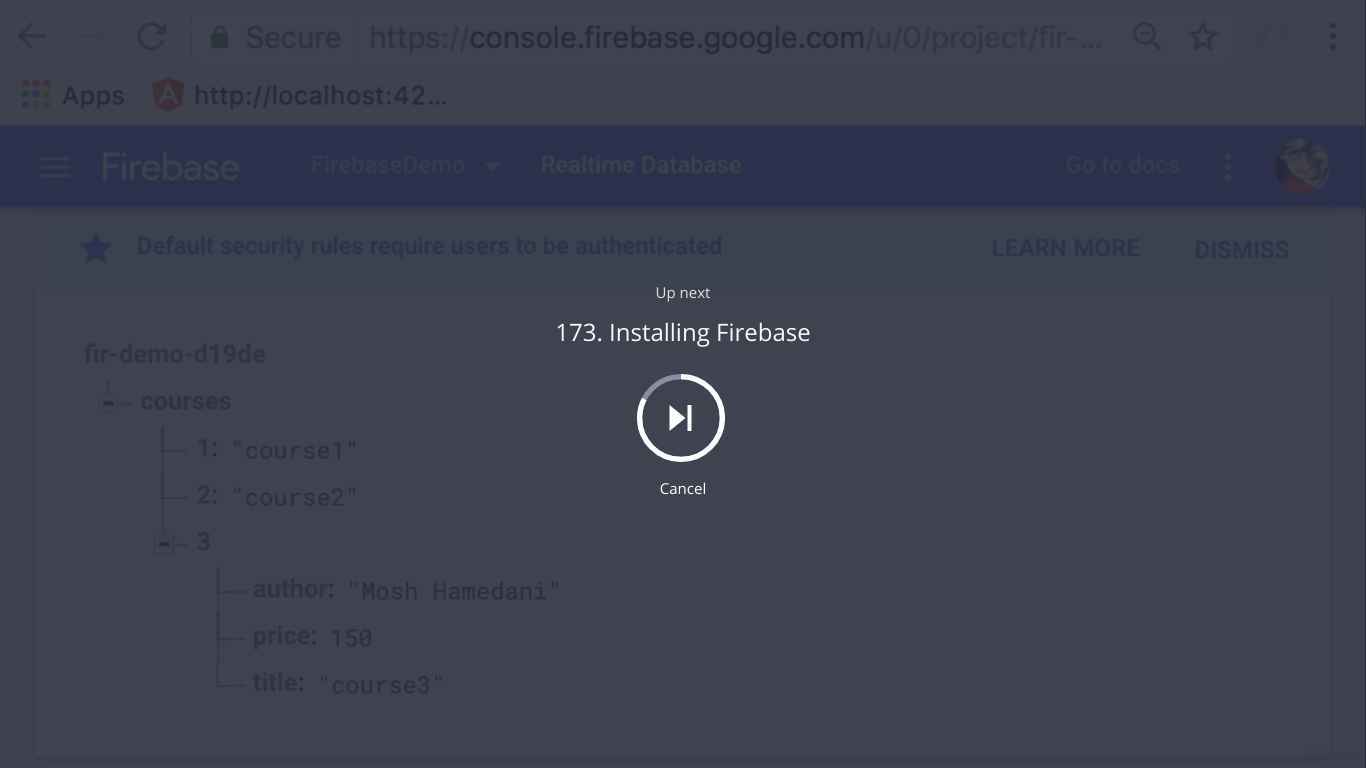 Secure https://console.firebase.google.com/u/0/project/fir-...
Apps http://localhost:42...
Firebase FirebaseDemo Realtime Database Go to docs
Default security rules require users to be authenticated LEARN MORE DISMISS
Up next
173. Installing Firebase
Cancel
fir-demo-d19de
courses
1: "course1"
2: "course2"
3
author: "Mosh Hamedani"
price: 150
title: "course3"